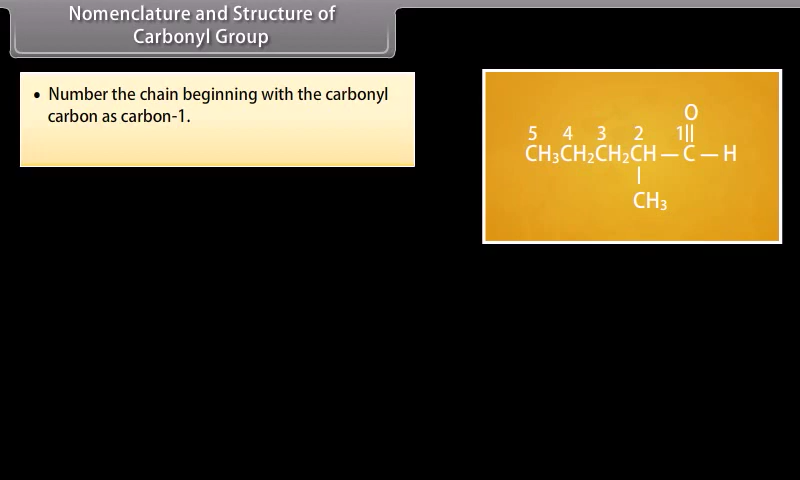 Nomenclature and Structure of
Carbonyl Group
• Number the chain beginning with the carbonyl
carbon as carbon-1.
O
5 4 3 2 1
CH₃CH₂CH₂CH — C — H
CH₃